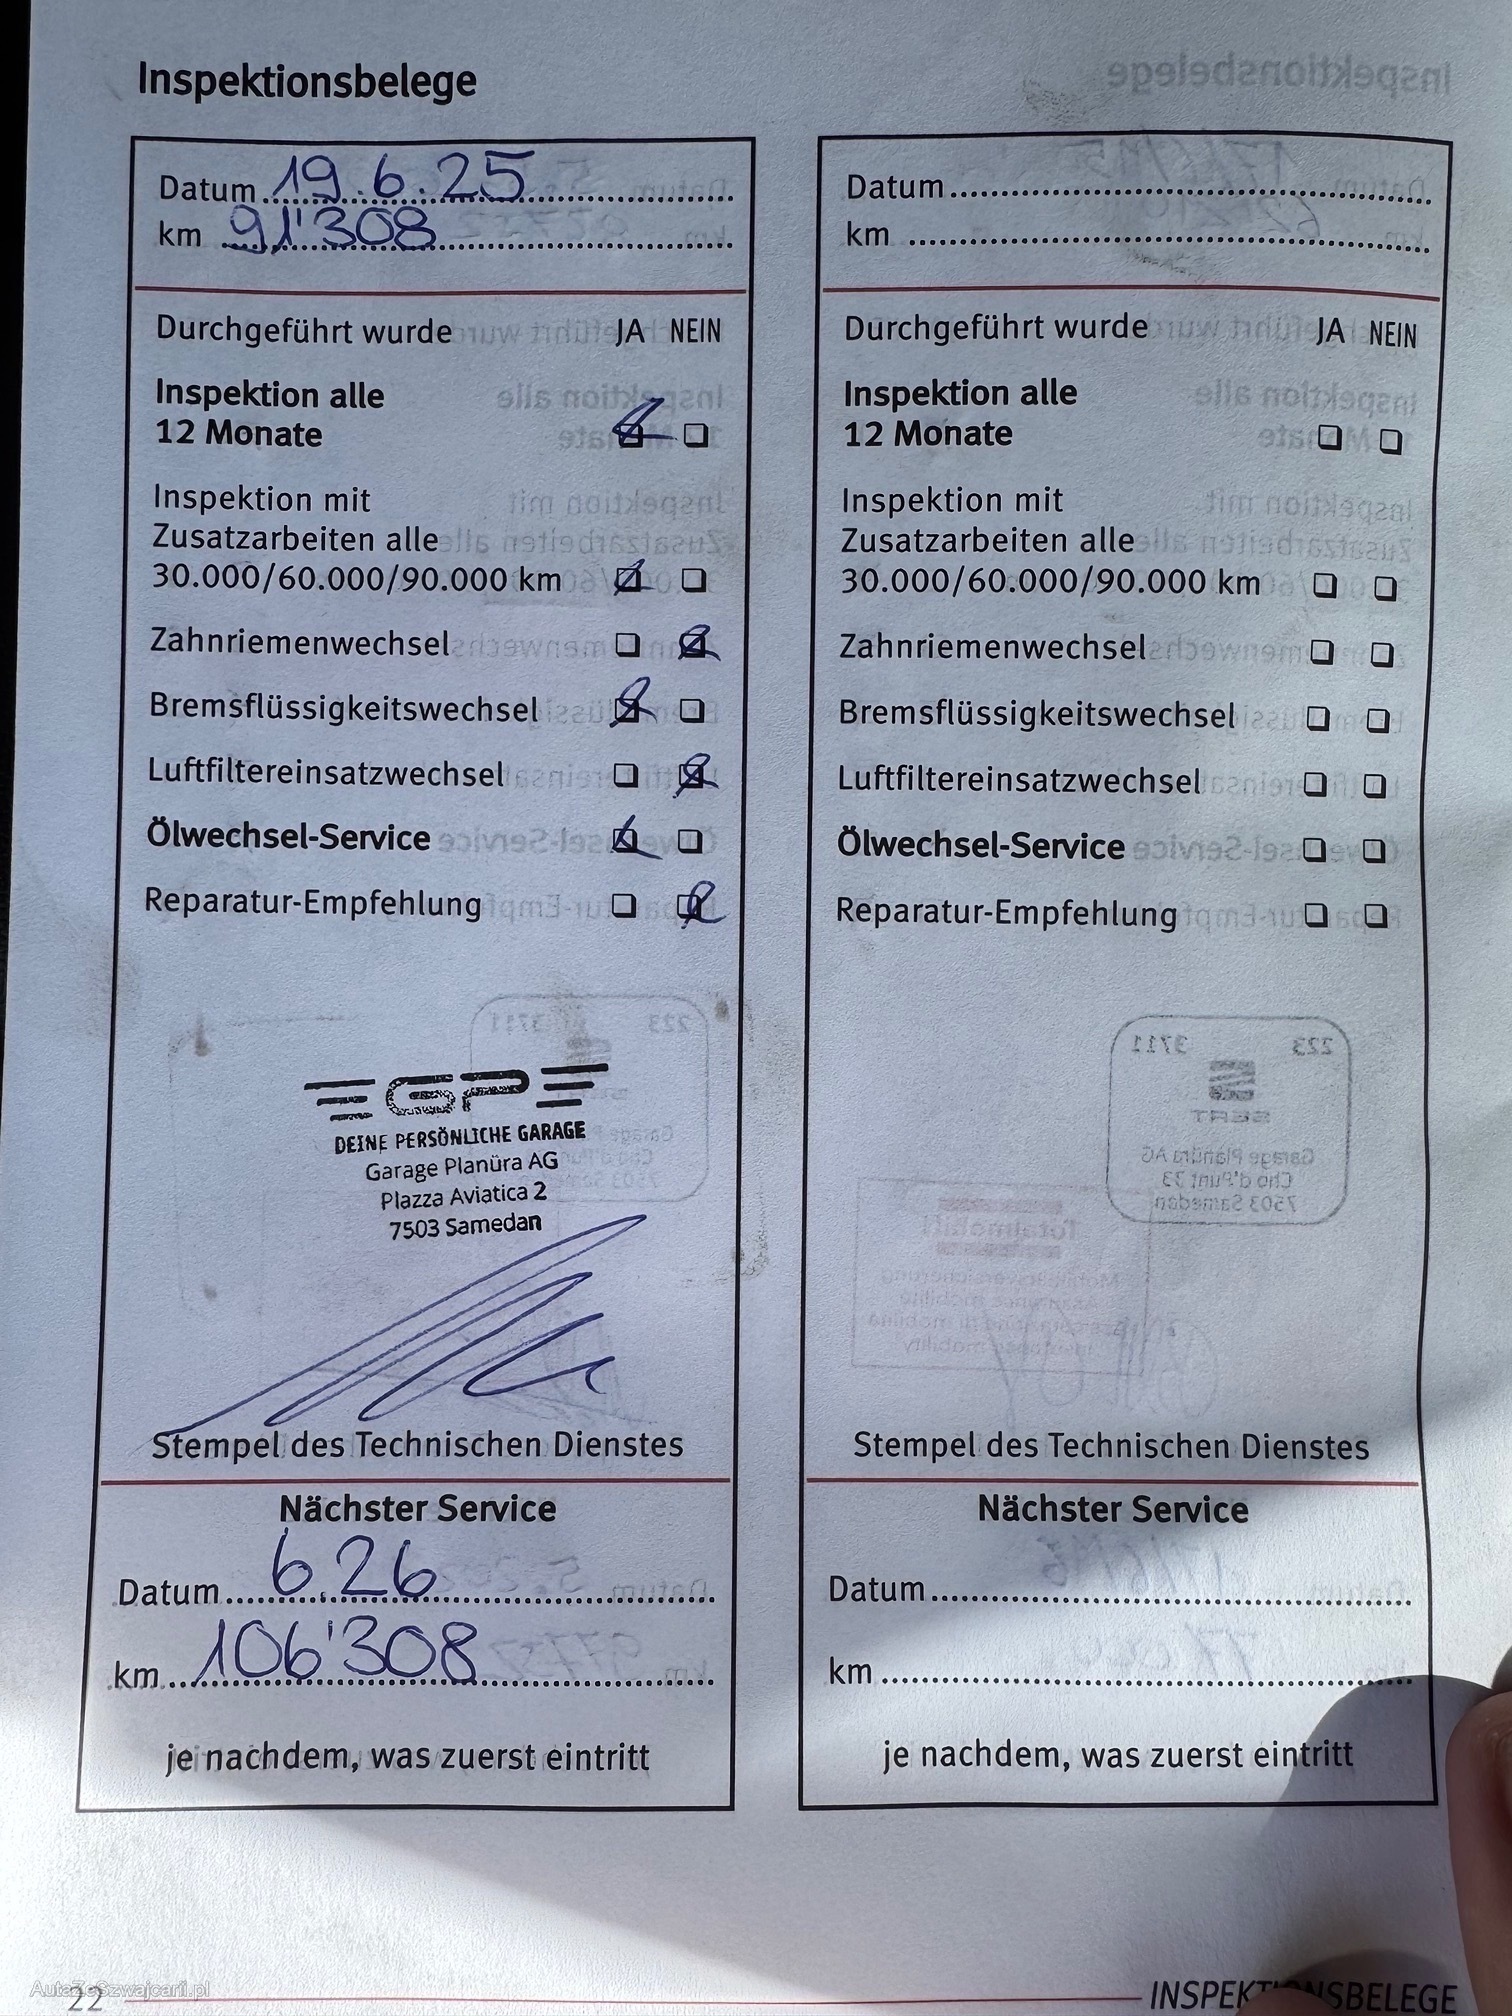 Inspektionsbelege
Datum 19.6.25
km 91'308
Durchgeführt wurde JA NEIN
Inspektion alle
12 Monate
Inspektion mit
Zusatzarbeiten alle
30.000/60.000/90.000 km
Zahnriemenwechsel
Bremsflüssigkeitswechsel
Luftfiltereinsatzwechsel
Ölwechsel-Service
Reparatur-Empfehlung
GP
DEINE PERSÖNLICHE GARAGE
Garage Planüra AG
Plazza Aviatica 2
7503 Samedan
Stempel des Technischen Dienstes
Nächster Service
Datum 6.26
km 106'308
je nachdem, was zuerst eintritt
Datum
km
Durchgeführt wurde JA NEIN
Inspektion alle
12 Monate
Inspektion mit
Zusatzarbeiten alle
30.000/60.000/90.000 km
Zahnriemenwechsel
Bremsflüssigkeitswechsel
Luftfiltereinsatzwechsel
Ölwechsel-Service
Reparatur-Empfehlung
Stempel des Technischen Dienstes
Nächster Service
Datum
km
je nachdem, was zuerst eintritt
AutaZeSzwajcarii.pl
22
INSPEKTIONSBELEGE